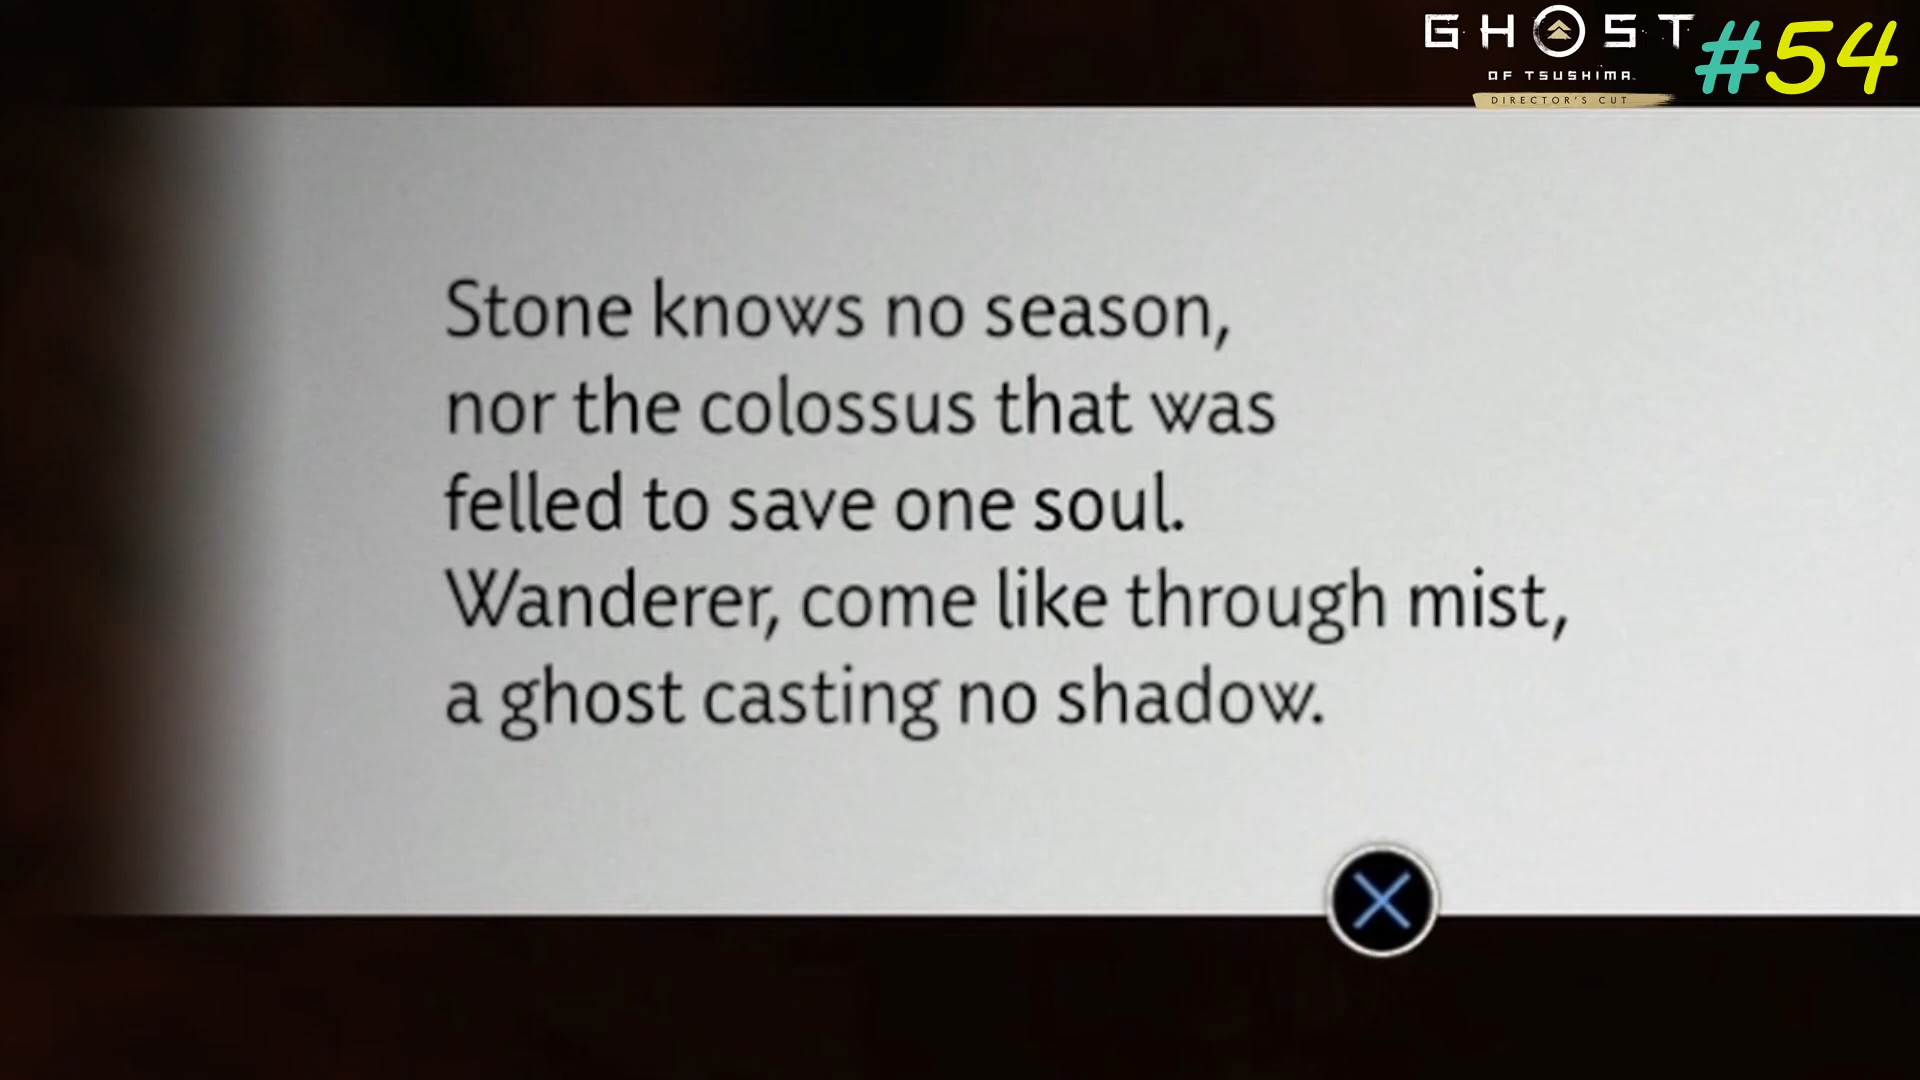 GHOST
OF TSUSHIMA
DIRECTOR'S CUT
#54
Stone knows no season,
nor the colossus that was
felled to save one soul.
Wanderer, come like through mist,
a ghost casting no shadow.